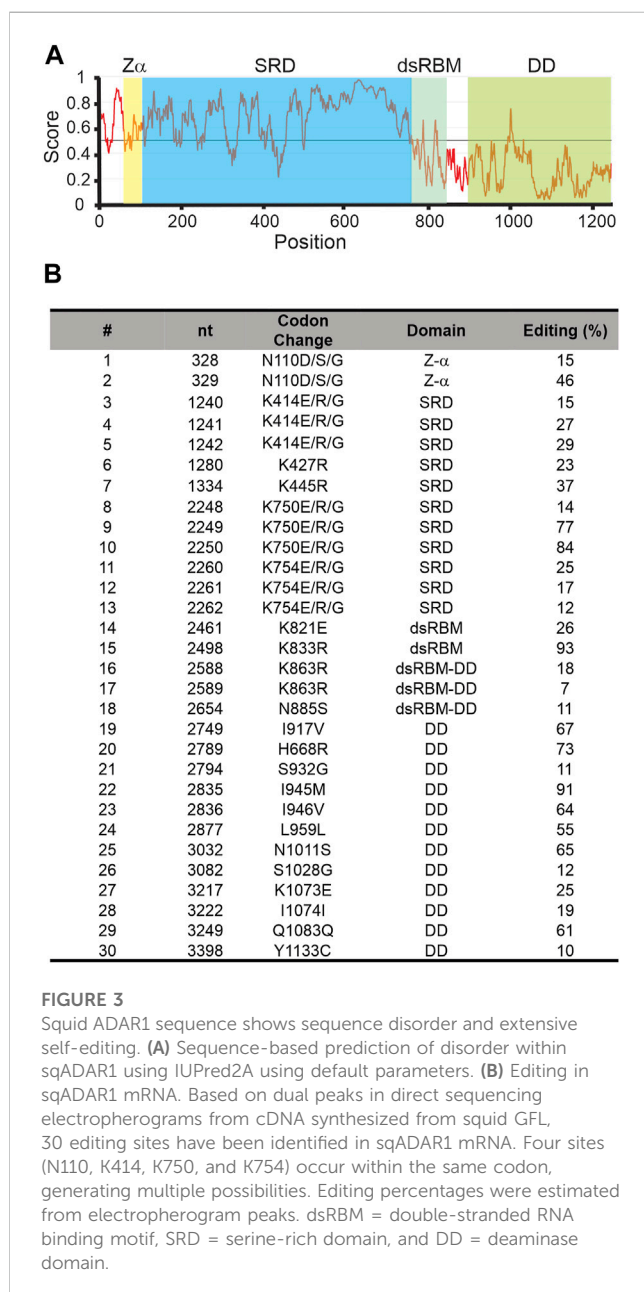 A
Zα SRD dsRBM DD
1
0.8
0.6
0.4
0.2
0
Score
0 200 400 600 800 1000 1200
Position
B
# nt Codon Change Domain Editing (%)
1 328 N110D/S/G Z-α 15
2 329 N110D/S/G Z-α 46
3 1240 K414E/R/G SRD 15
4 1241 K414E/R/G SRD 27
5 1242 K414E/R/G SRD 29
6 1280 K427R SRD 23
7 1334 K445R SRD 37
8 2248 K750E/R/G SRD 14
9 2249 K750E/R/G SRD 77
10 2250 K750E/R/G SRD 84
11 2260 K754E/R/G SRD 25
12 2261 K754E/R/G SRD 17
13 2262 K754E/R/G SRD 12
14 2461 K821E dsRBM 26
15 2498 K833R dsRBM 93
16 2588 K863R dsRBM-DD 18
17 2589 K863R dsRBM-DD 7
18 2654 N885S dsRBM-DD 11
19 2749 I917V DD 67
20 2789 H668R DD 73
21 2794 S932G DD 11
22 2835 I945M DD 91
23 2836 I946V DD 64
24 2877 L959L DD 55
25 3032 N1011S DD 65
26 3082 S1028G DD 12
27 3217 K1073E DD 25
28 3222 I1074I DD 19
29 3249 Q1083Q DD 61
30 3398 Y1133C DD 10
FIGURE 3
Squid ADAR1 sequence shows sequence disorder and extensive
self-editing. (A) Sequence-based prediction of disorder within
sqADAR1 using IUPred2A using default parameters. (B) Editing in
sqADAR1 mRNA. Based on dual peaks in direct sequencing
electropherograms from cDNA synthesized from squid GFL,
30 editing sites have been identified in sqADAR1 mRNA. Four sites
(N110, K414, K750, and K754) occur within the same codon,
generating multiple possibilities. Editing percentages were estimated
from electropherogram peaks. dsRBM = double-stranded RNA
binding motif, SRD = serine-rich domain, and DD = deaminase
domain.